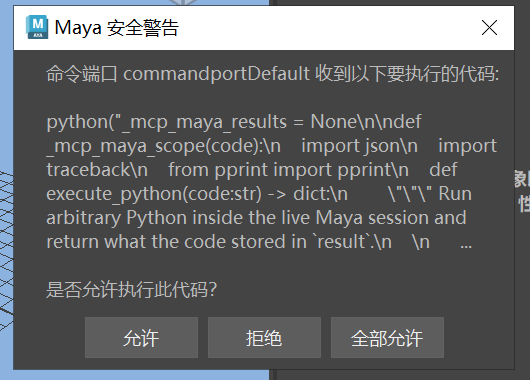 Maya 安全警告
命令端口 commandportDefault 收到以下要执行的代码:
python("_mcp_maya_results = None\n\ndef
_mcp_maya_scope(code):\n    import json\n    import
traceback\n    from pprint import pprint\n    def
execute_python(code:str) -> dict:\n        \"\"\" Run
arbitrary Python inside the live Maya session and
return what the code stored in `result`.\n    \n      ...
是否允许执行此代码?
允许
拒绝
全部允许
性